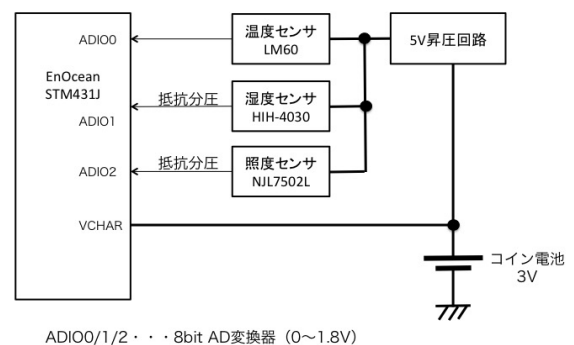 ADIO0
温度センサ
LM60
5V昇圧回路
EnOcean
STM431J
抵抗分圧
湿度センサ
HIH-4030
ADIO1
抵抗分圧
照度センサ
NJL7502L
ADIO2
VCHAR
コイン電池
3V
ADIO0/1/2・・・8bit AD変換器（0〜1.8V）